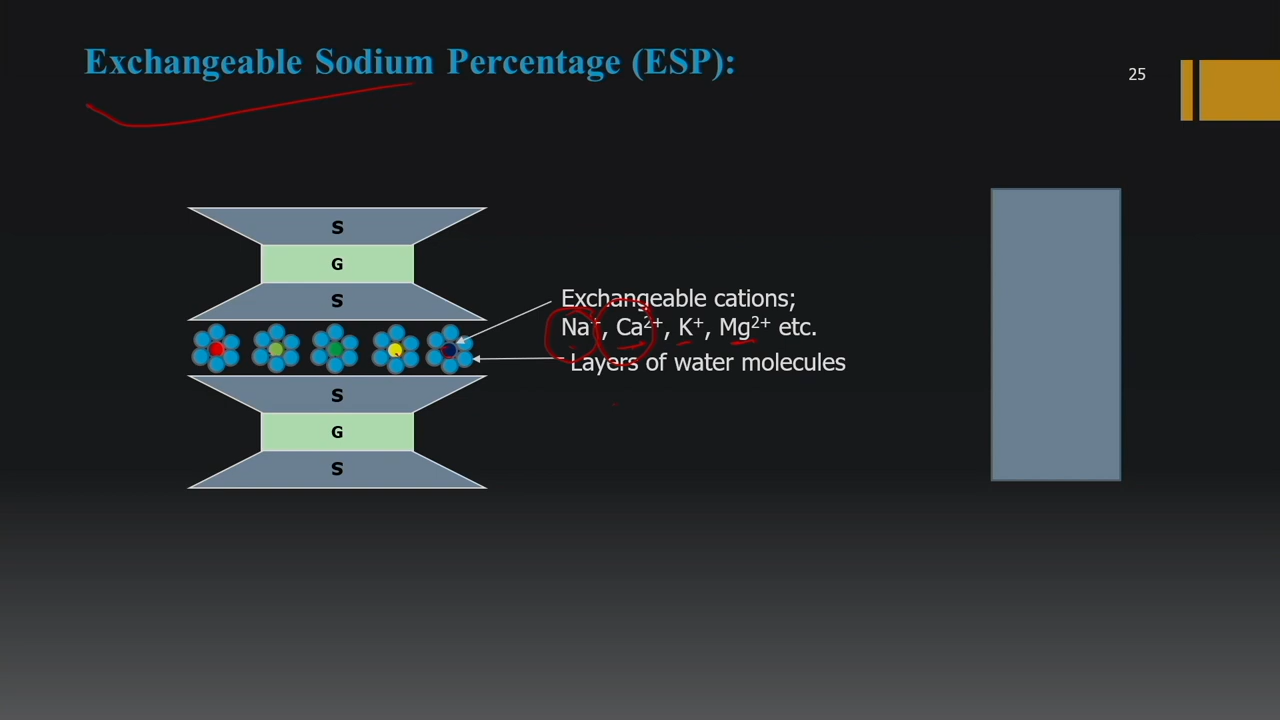 Exchangeable Sodium Percentage (ESP):
25
S
G
S
Exchangeable cations;
Na⁺, Ca²⁺, K⁺, Mg²⁺ etc.
Layers of water molecules
S
G
S